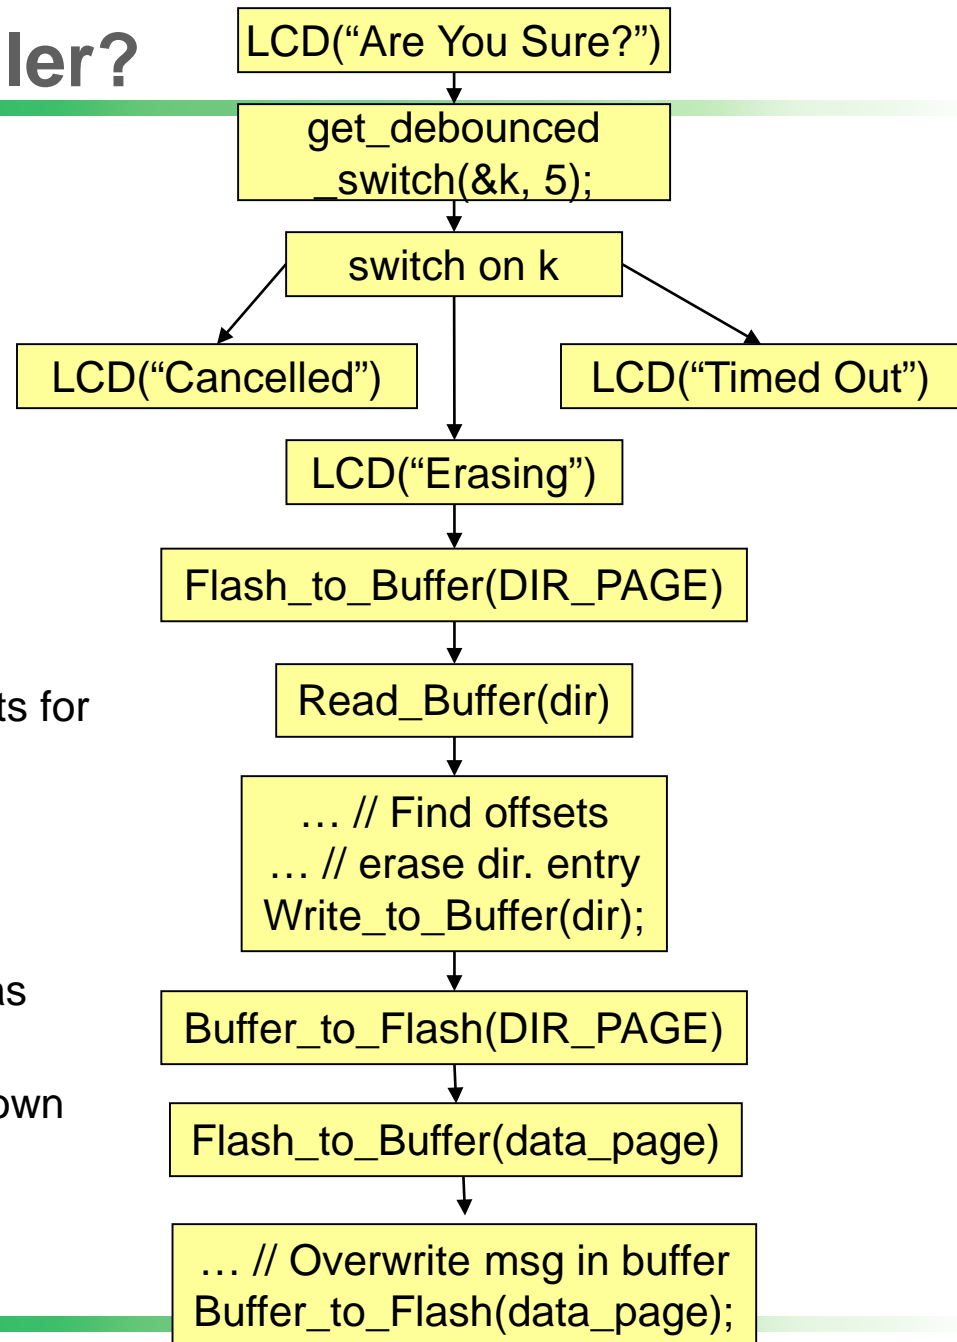 ler?
LCD(“Are You Sure?”)
get_debounced
_switch(&k, 5);
switch on k
LCD(“Cancelled”)
LCD(“Timed Out”)
LCD(“Erasing”)
Flash_to_Buffer(DIR_PAGE)
ts for
Read_Buffer(dir)
… // Find offsets
… // erase dir. entry
Write_to_Buffer(dir);
as
Buffer_to_Flash(DIR_PAGE)
own
Flash_to_Buffer(data_page)
… // Overwrite msg in buffer
Buffer_to_Flash(data_page);